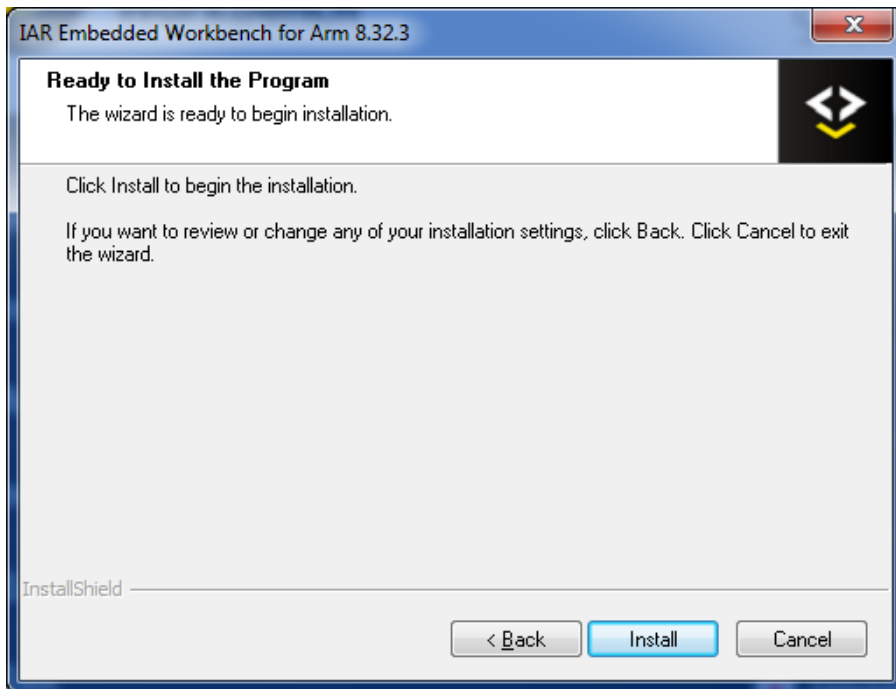 IAR Embedded Workbench for Arm 8.32.3
Ready to Install the Program
The wizard is ready to begin installation.
Click Install to begin the installation.
If you want to review or change any of your installation settings, click Back. Click Cancel to exit
the wizard.
InstallShield
< Back Install Cancel